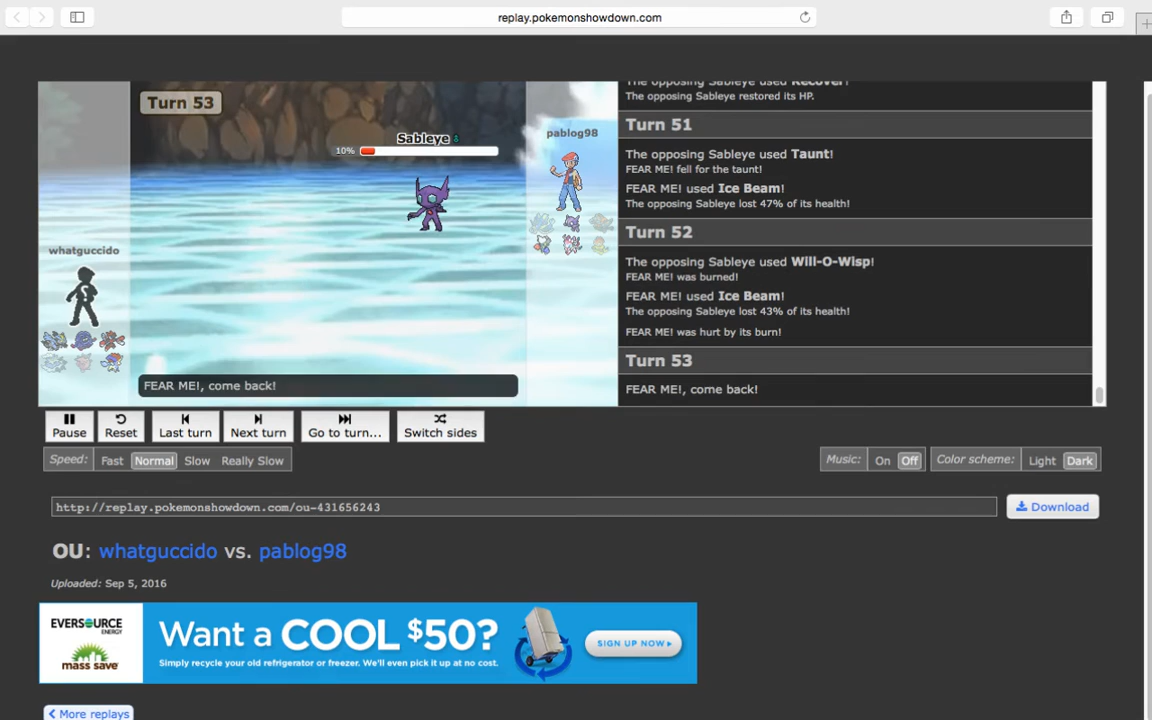 replay.pokemonshowdown.com
Turn 53
Sableye
10%
pablog98
whatguccido
FEAR ME!, come back!
The opposing Sableye used Recover!
The opposing Sableye restored its HP.
Turn 51
The opposing Sableye used Taunt!
FEAR ME! fell for the taunt!
FEAR ME! used Ice Beam!
The opposing Sableye lost 47% of its health!
Turn 52
The opposing Sableye used Will-O-Wisp!
FEAR ME! was burned!
FEAR ME! used Ice Beam!
The opposing Sableye lost 43% of its health!
FEAR ME! was hurt by its burn!
Turn 53
FEAR ME!, come back!
Pause Reset Last turn Next turn Go to turn... Switch sides
Speed: Fast Normal Slow Really Slow
Music: On Off Color scheme: Light Dark
http://replay.pokemonshowdown.com/ou-431656243
Download
OU: whatguccido vs. pablog98
Uploaded: Sep 5, 2016
EVERSOURCE
ENERGY
mass save
Want a COOL $50?
Simply recycle your old refrigerator or freezer. We'll even pick it up at no cost.
SIGN UP NOW
More replays